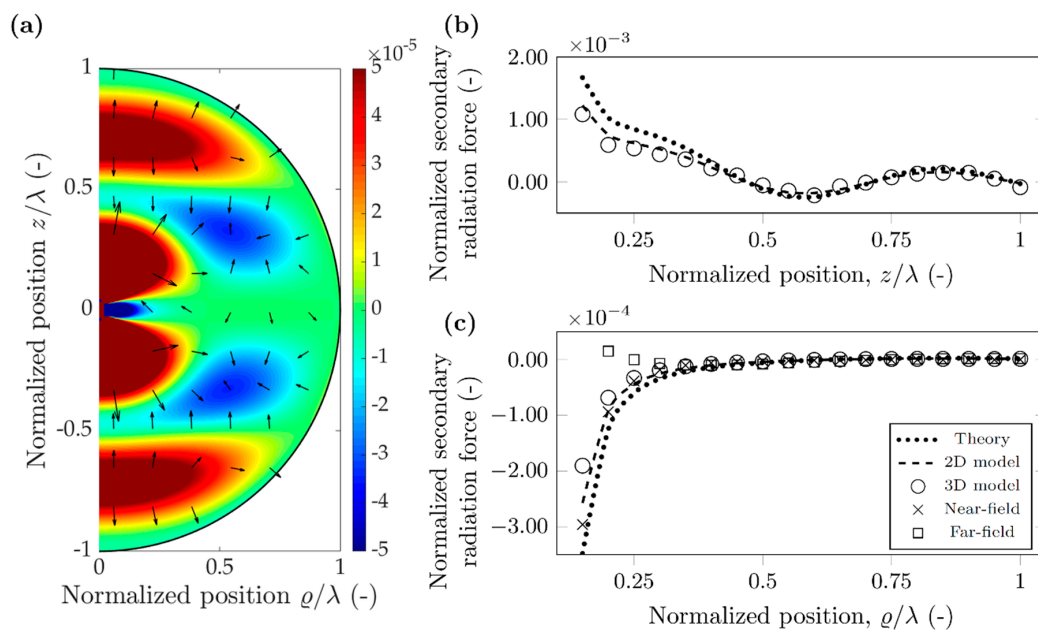 (a)
×10⁻⁵
Normalized position z/λ (-)
1
0.5
0
-0.5
-1
0
0.5
1
Normalized position ϱ/λ (-)
5
4
3
2
1
0
-1
-2
-3
-4
-5
(b)
×10⁻³
Normalized secondary
radiation force (-)
2.00
1.00
0.00
0.25
0.5
0.75
1
Normalized position, z/λ (-)
(c)
×10⁻⁴
Normalized secondary
radiation force (-)
0.00
−1.00
−2.00
−3.00
Theory
2D model
3D model
Near-field
Far-field
0.25
0.5
0.75
1
Normalized position, ϱ/λ (-)